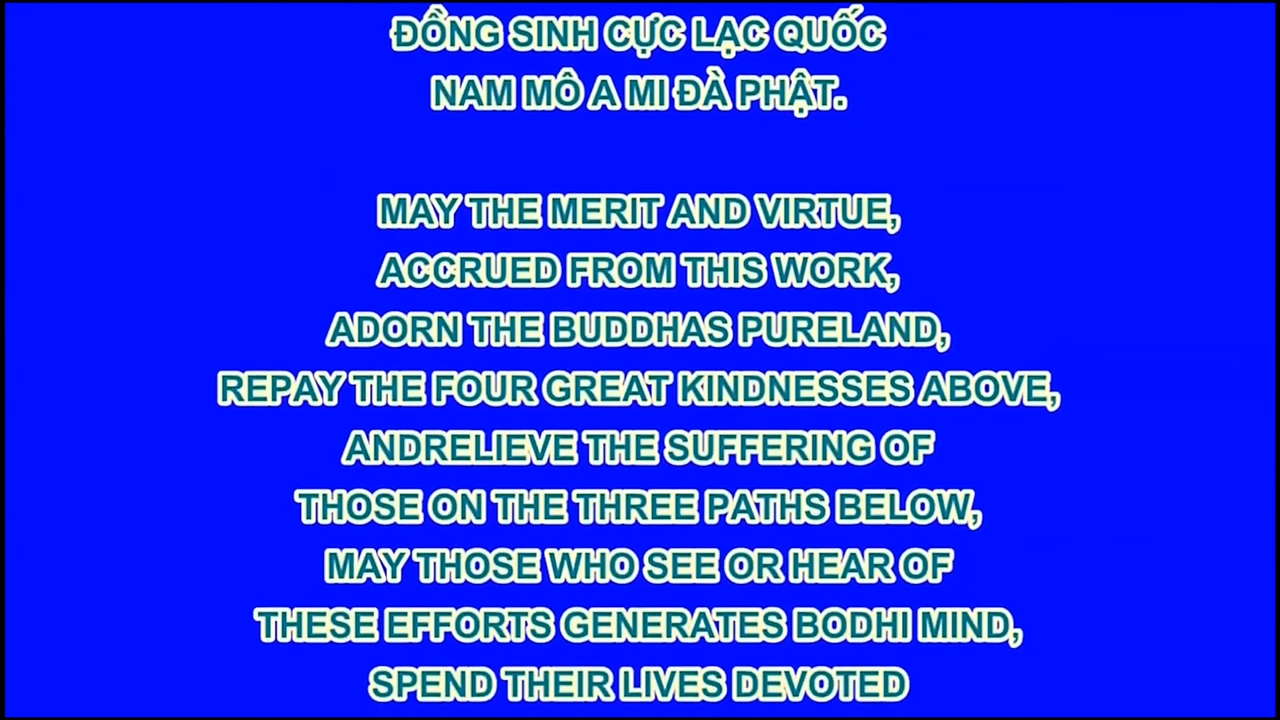 ĐỒNG SINH CỰC LẠC QUỐC
NAM MÔ A MI ĐÀ PHẬT.
MAY THE MERIT AND VIRTUE,
ACCRUED FROM THIS WORK,
ADORN THE BUDDHAS PURELAND,
REPAY THE FOUR GREAT KINDNESSES ABOVE,
ANDRELIEVE THE SUFFERING OF
THOSE ON THE THREE PATHS BELOW,
MAY THOSE WHO SEE OR HEAR OF
THESE EFFORTS GENERATES BODHI MIND,
SPEND THEIR LIVES DEVOTED